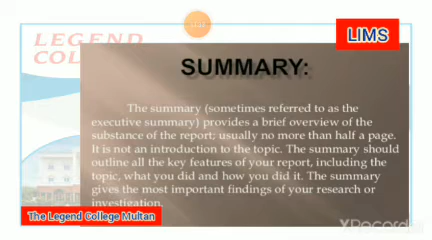 LEGEND
COL
LIMS
SUMMARY:
The summary (sometimes referred to as the
executive summary) provides a brief overview of the
substance of the report; usually no more than half a page.
It is not an introduction to the topic. The summary should
outline all the key features of your report, including the
topic, what you did and how you did it. The summary
gives the most important findings of your research or
investigation.
The Legend College Multan
XRecorder